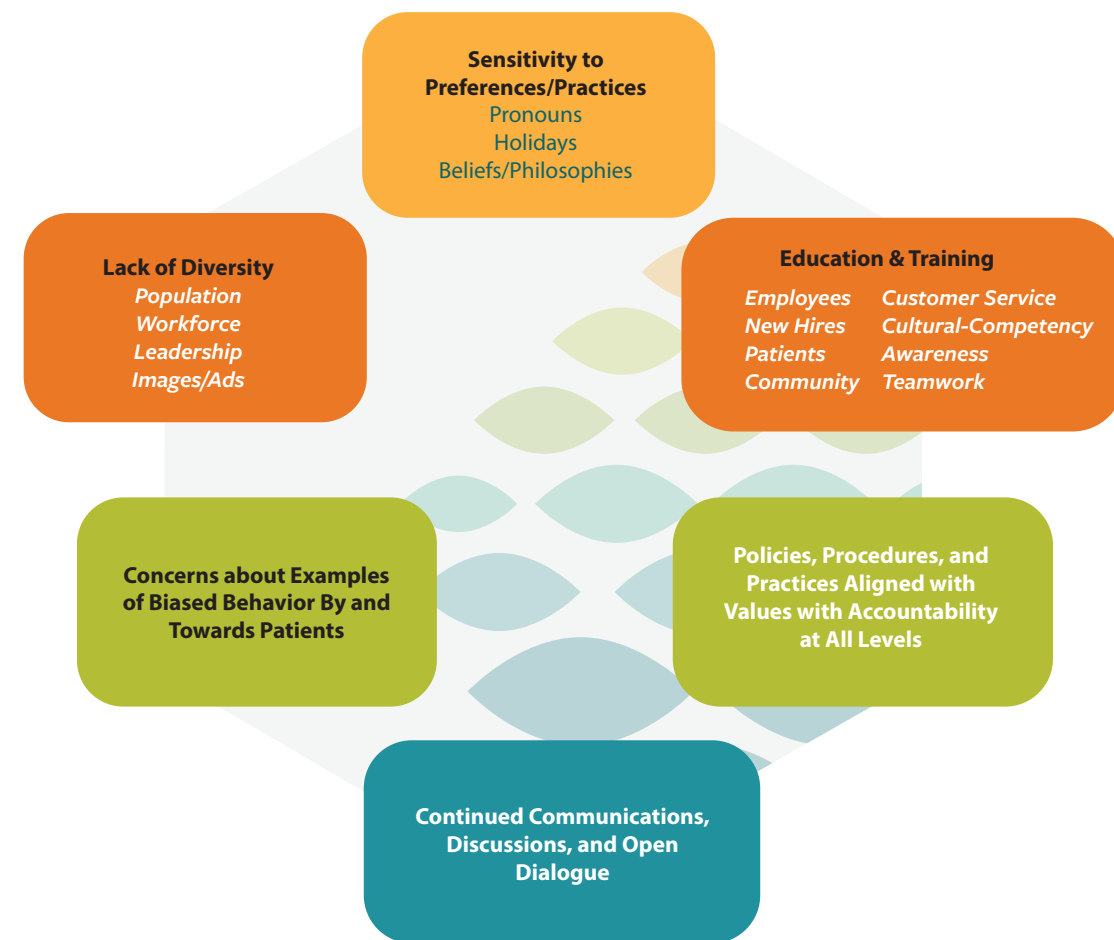 Sensitivity to
Preferences/Practices
Pronouns
Holidays
Beliefs/Philosophies
Lack of Diversity
Population
Workforce
Leadership
Images/Ads
Education & Training
Employees Customer Service
New Hires Cultural-Competency
Patients Awareness
Community Teamwork
Concerns about Examples
of Biased Behavior By and
Towards Patients
Policies, Procedures, and
Practices Aligned with
Values with Accountability
at All Levels
Continued Communications,
Discussions, and Open
Dialogue